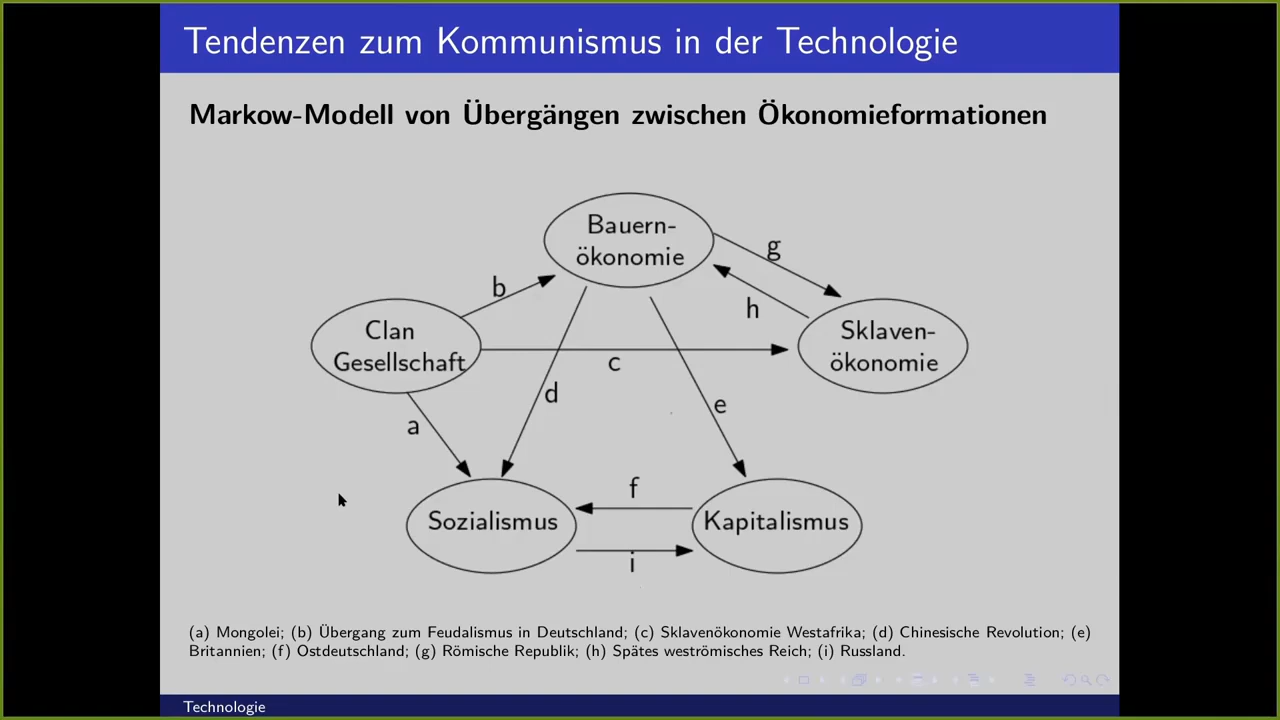 Tendenzen zum Kommunismus in der Technologie
Markow-Modell von Übergängen zwischen Ökonomieformationen
Bauern-
ökonomie
g
b
h
Clan
Gesellschaft
Sklaven-
ökonomie
c
d
e
a
f
Sozialismus
Kapitalismus
i
(a) Mongolei; (b) Übergang zum Feudalismus in Deutschland; (c) Sklavenökonomie Westafrika; (d) Chinesische Revolution; (e)
Britannien; (f) Ostdeutschland; (g) Römische Republik; (h) Spätes weströmisches Reich; (i) Russland.
Technologie